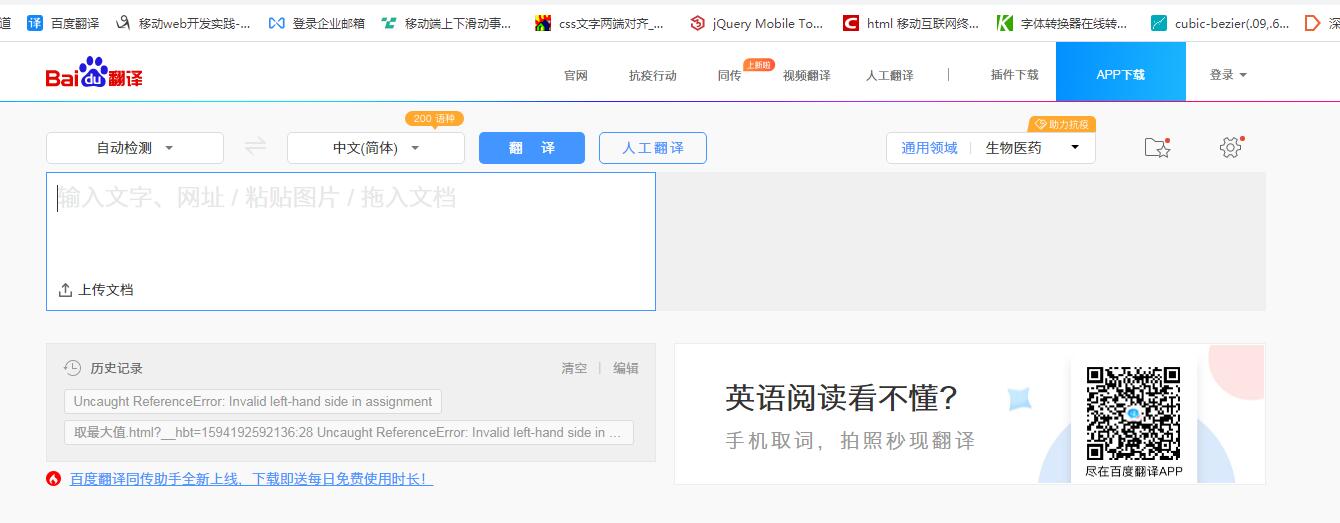 道 译 百度翻译 移动web开发实践-... 登录企业邮箱 移动端上下滑动事... css文字两端对齐_... jQuery Mobile To... html 移动互联网终... 字体转换器在线转... cubic-bezier(.09,.6... 深
Baidu翻译 官网 抗疫行动 同传 上新啦 视频翻译 人工翻译 | 插件下载 APP下载 登录
200 语种 助力抗疫
自动检测 中文(简体) 翻 译 人工翻译 通用领域 | 生物医药
输入文字、网址 / 粘贴图片 / 拖入文档
上传文档
历史记录 清空 | 编辑
Uncaught ReferenceError: Invalid left-hand side in assignment
取最大值.html?__hbt=1594192592136:28 Uncaught ReferenceError: Invalid left-hand side in ...
百度翻译同传助手全新上线，下载即送每日免费使用时长！
英语阅读看不懂?
手机取词，拍照秒现翻译
尽在百度翻译APP